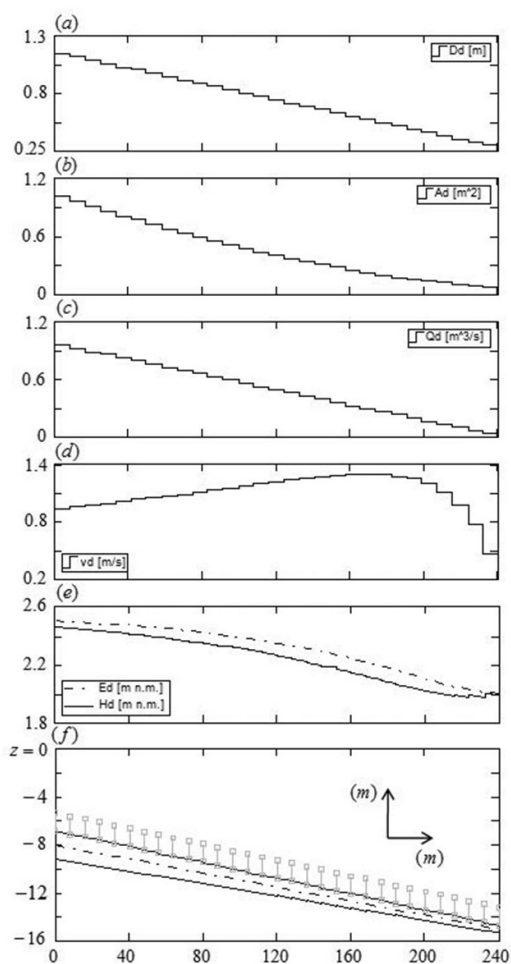 (a)
1.3
0.8
0.25
Dd [m]
(b)
1.2
0.6
0
Ad [m^2]
(c)
1.2
0.6
0
Qd [m^3/s]
(d)
1.4
0.8
0.2
vd [m/s]
(e)
2.6
2.2
1.8
Ed [m n.m.]
Hd [m n.m.]
(f)
z = 0
−4
−8
−12
−16
(m)
(m)
0 40 80 120 160 200 240